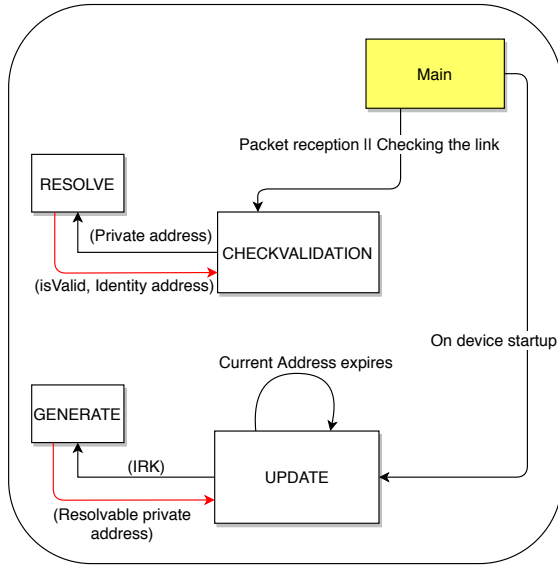 Main
Packet reception || Checking the link
RESOLVE
(Private address)
CHECKVALIDATION
(isValid, Identity address)
On device startup
Current Address expires
GENERATE
(IRK)
UPDATE
(Resolvable private
address)